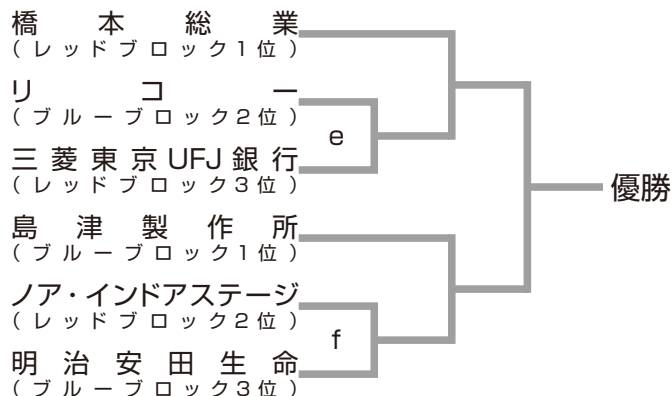 橋本総業
(レッドブロック1位)
リコー
(ブルーブロック2位)
e
三菱東京UFJ銀行
(レッドブロック3位)
優勝
島津製作所
(ブルーブロック1位)
ノア・インドアステージ
(レッドブロック2位)
f
明治安田生命
(ブルーブロック3位)